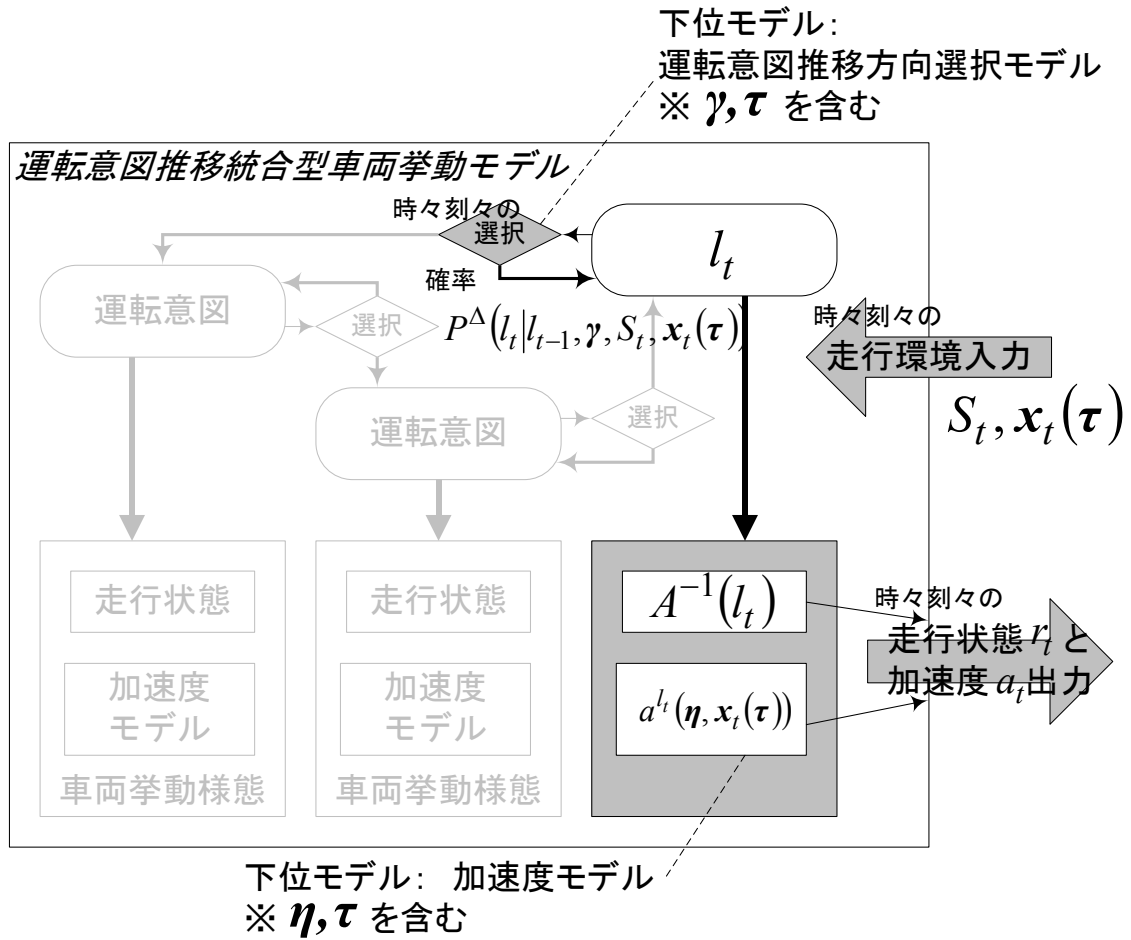 下位モデル：
運転意図推移方向選択モデル
※ γ,τ を含む
運転意図推移統合型車両挙動モデル
時々刻々の
選択
l_t
確率
P^Δ(l_t|l_{t-1}, γ, S_t, x_t(τ))
運転意図
選択
運転意図
選択
時々刻々の
走行環境入力
S_t, x_t(τ)
走行状態
加速度
モデル
車両挙動様態
走行状態
加速度
モデル
車両挙動様態
A^{-1}(l_t)
a^{l_t}(η, x_t(τ))
時々刻々の
走行状態 r_t と
加速度 a_t 出力
下位モデル： 加速度モデル
※ η,τ を含む